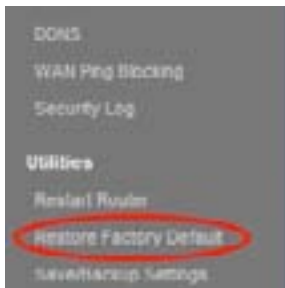 DDNS
WAN Ping Blocking
Security Log
Utilities
Restart Router
Restore Factory Default
Save/Backup Settings